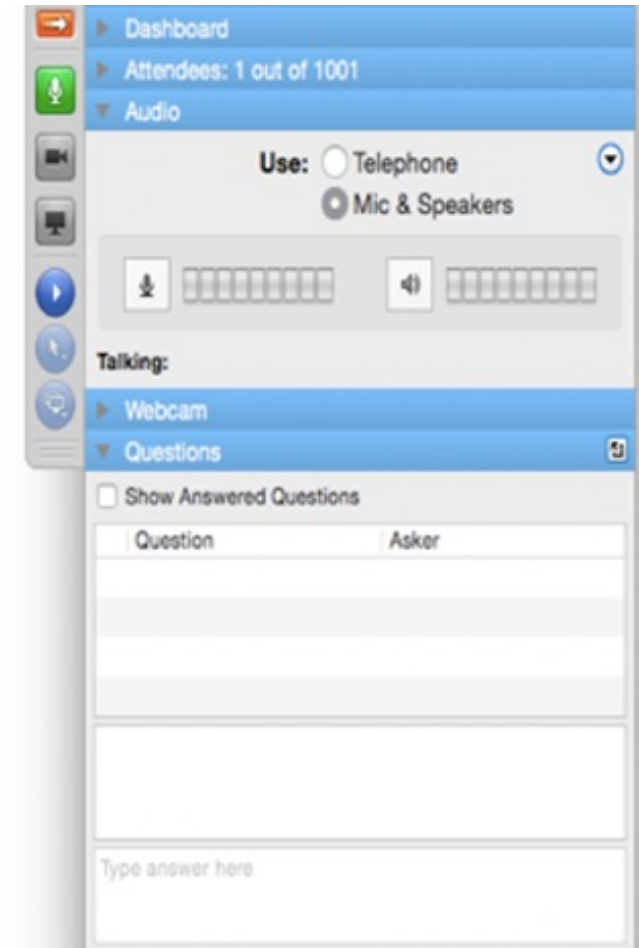 Dashboard
Attendees: 1 out of 1001
Audio
Use: Telephone
Mic & Speakers
Talking:
Webcam
Questions
Show Answered Questions
Question Asker
Type answer here